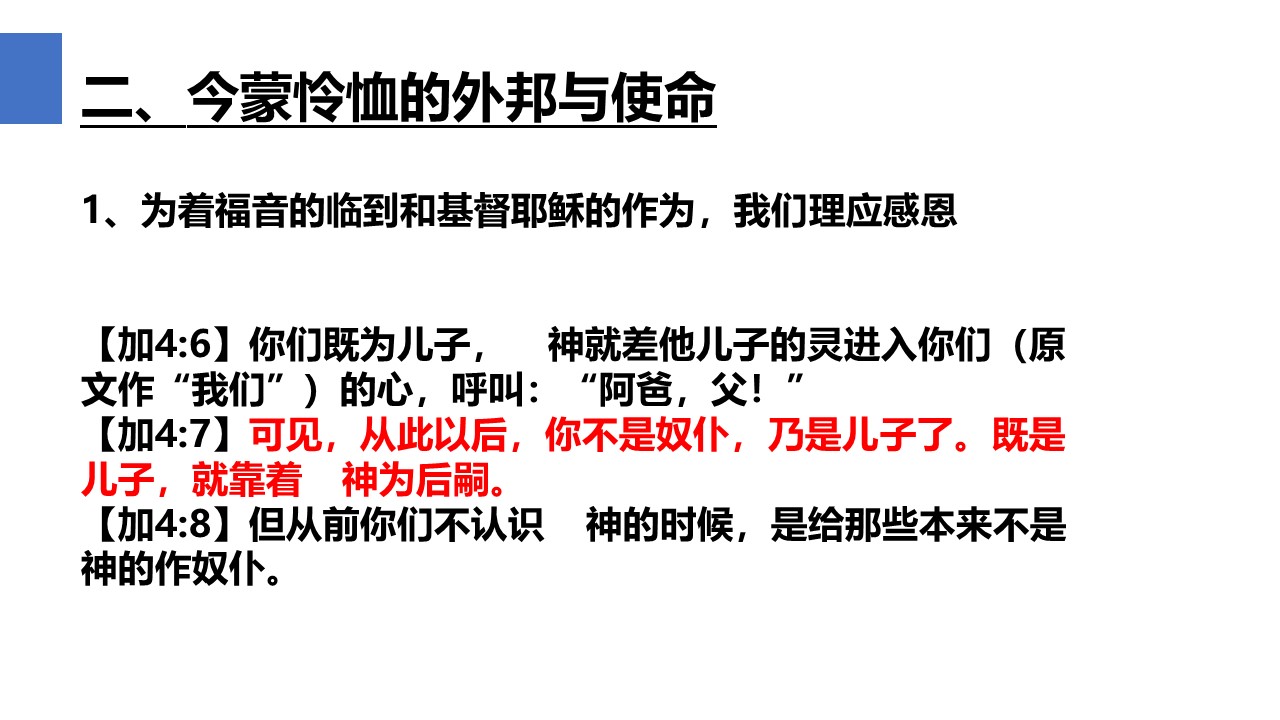 二、今蒙怜恤的外邦与使命
1、为着福音的临到和基督耶稣的作为，我们理应感恩
【加4:6】你们既为儿子，　神就差他儿子的灵进入你们（原
文作“我们”）的心，呼叫：“阿爸，父！”
【加4:7】可见，从此以后，你不是奴仆，乃是儿子了。既是
儿子，就靠着　神为后嗣。
【加4:8】但从前你们不认识　神的时候，是给那些本来不是
神的作奴仆。